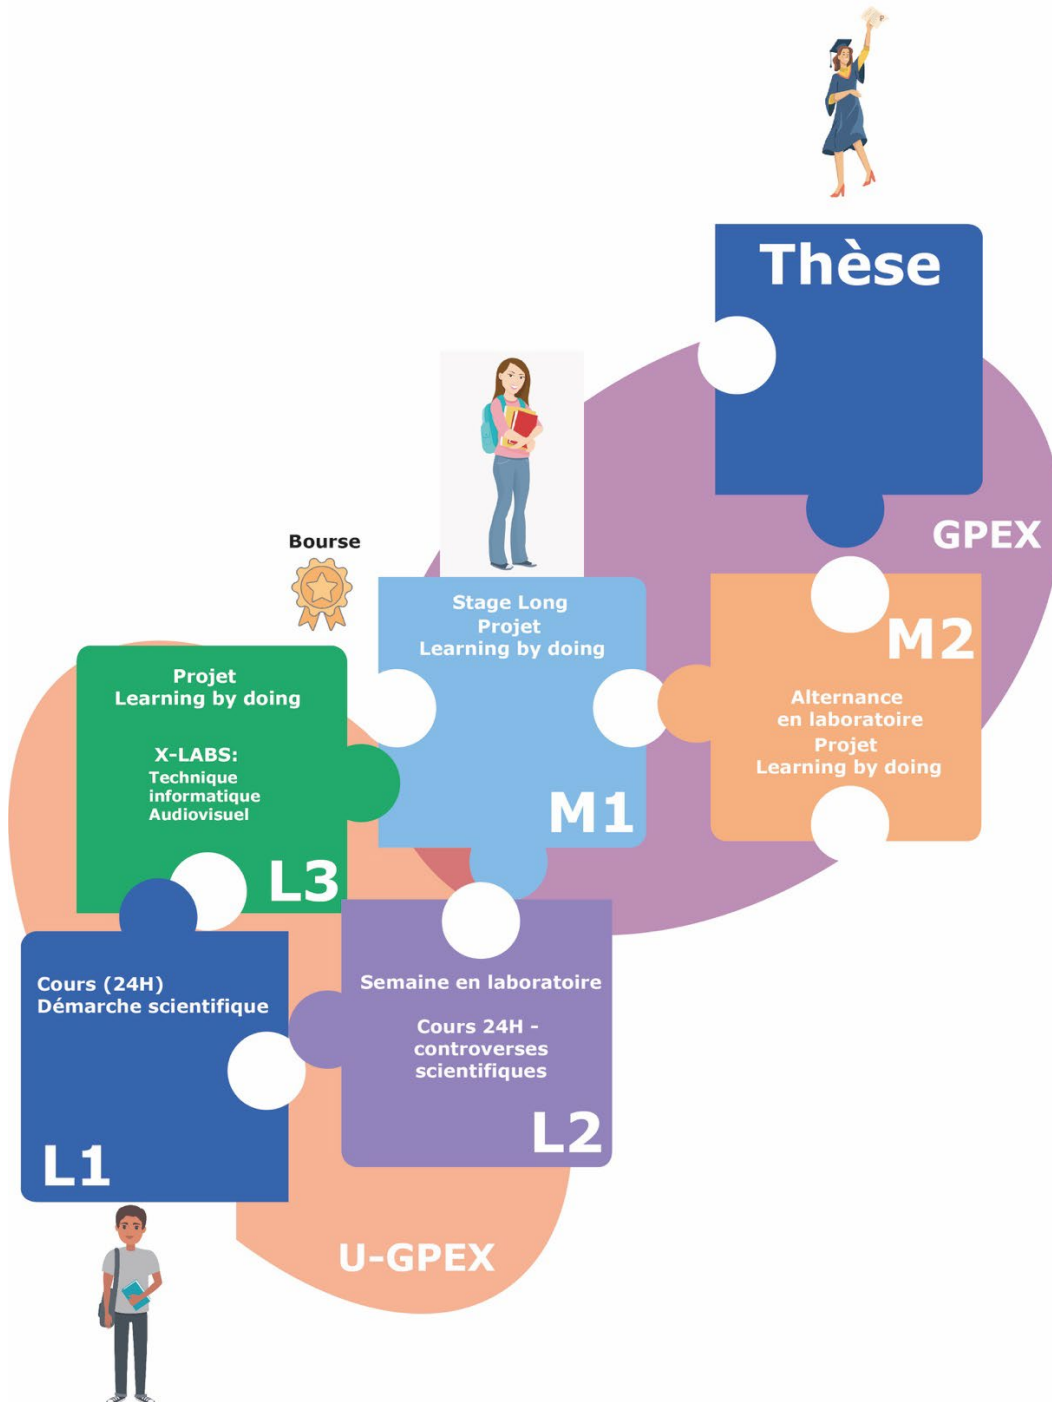 Thèse
GPEX
Bourse
Stage Long
Projet
Learning by doing
M1
M2
Alternance
en laboratoire
Projet
Learning by doing
Projet
Learning by doing
X-LABS:
Technique
informatique
Audiovisuel
L3
Cours (24H)
Démarche scientifique
L1
Semaine en laboratoire
Cours 24H -
controverses
scientifiques
L2
U-GPEX